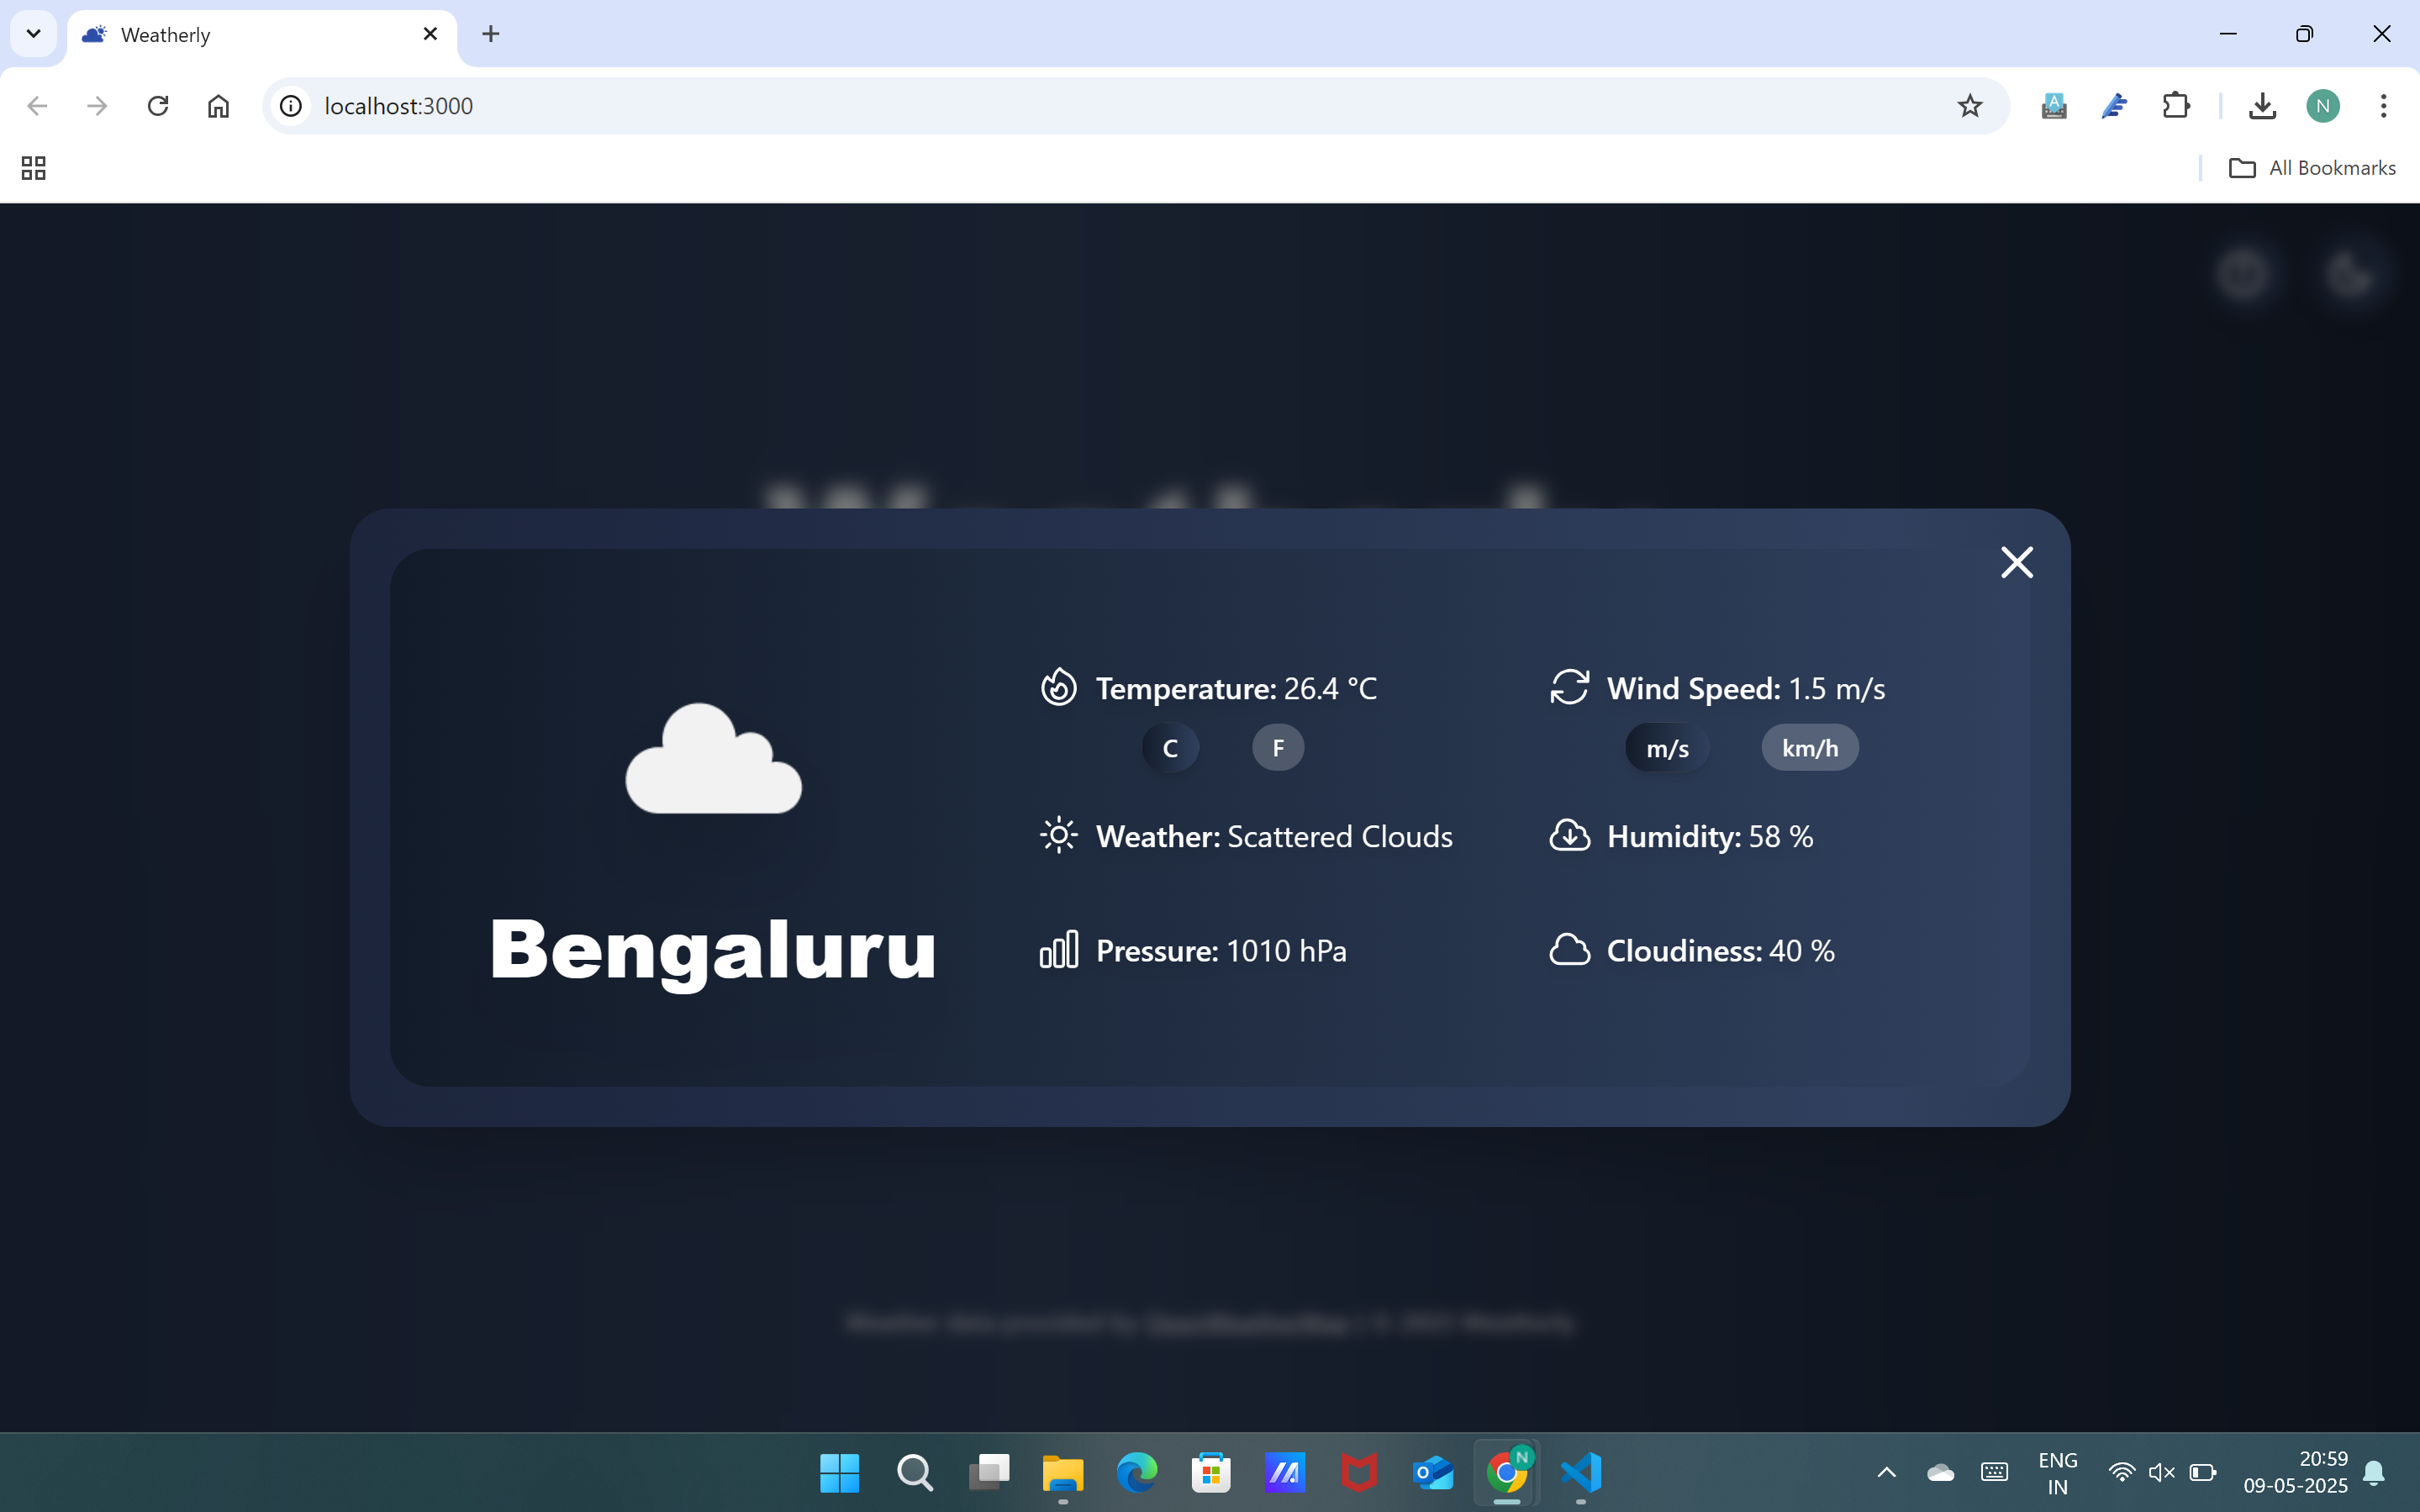 Weatherly
localhost:3000
All Bookmarks
N
A
Temperature: 26.4 °C
C F
Wind Speed: 1.5 m/s
m/s km/h
Weather: Scattered Clouds
Humidity: 58 %
Bengaluru
Pressure: 1010 hPa
Cloudiness: 40 %
N
ENG
IN
20:59
09-05-2025